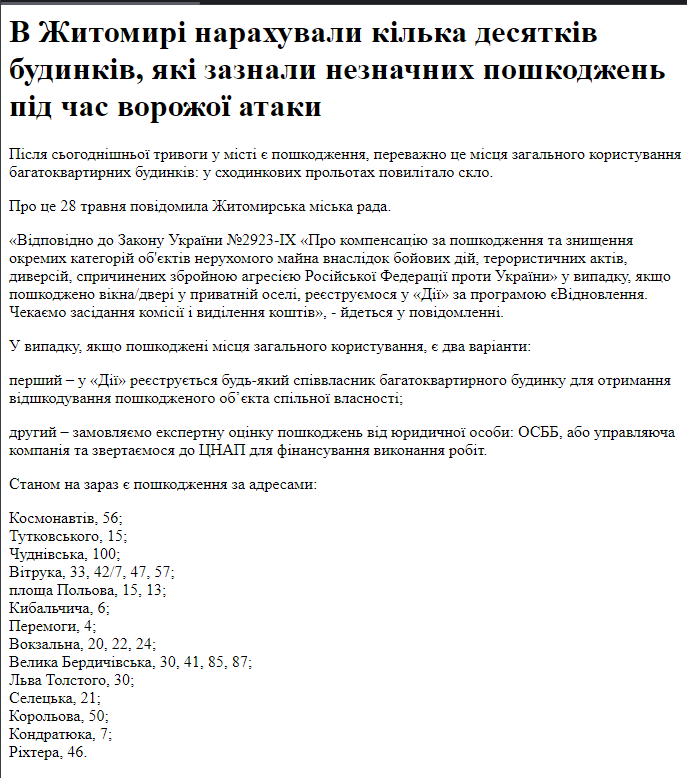 В Житомирі нарахували кілька десятків
будинків, які зазнали незначних пошкоджень
під час ворожої атаки
Після сьогоднішньої тривоги у місті є пошкодження, переважно це місця загального користування
багатоквартирних будинків: у сходинкових прольотах повилітало скло.
Про це 28 травня повідомила Житомирська міська рада.
«Відповідно до Закону України №2923-IX «Про компенсацію за пошкодження та знищення
окремих категорій об'єктів нерухомого майна внаслідок бойових дій, терористичних актів,
диверсій, спричинених збройною агресією Російської Федерації проти України» у випадку, якщо
пошкоджено вікна/двері у приватній оселі, реєструємося у «Дії» за програмою єВідновлення.
Чекаємо засідання комісії і виділення коштів», - йдеться у повідомленні.
У випадку, якщо пошкоджені місця загального користування, є два варіанти:
перший – у «Дії» реєструється будь-який співвласник багатоквартирного будинку для отримання
відшкодування пошкодженого об’єкта спільної власності;
другий – замовляємо експертну оцінку пошкоджень від юридичної особи: ОСББ, або управляюча
компанія та звертаємося до ЦНАП для фінансування виконання робіт.
Станом на зараз є пошкодження за адресами:
Космонавтів, 56;
Тутковського, 15;
Чуднівська, 100;
Вітрука, 33, 42/7, 47, 57;
площа Польова, 15, 13;
Кибальчича, 6;
Перемоги, 4;
Вокзальна, 20, 22, 24;
Велика Бердичівська, 30, 41, 85, 87;
Льва Толстого, 30;
Селецька, 21;
Корольова, 50;
Кондратюка, 7;
Ріхтера, 46.